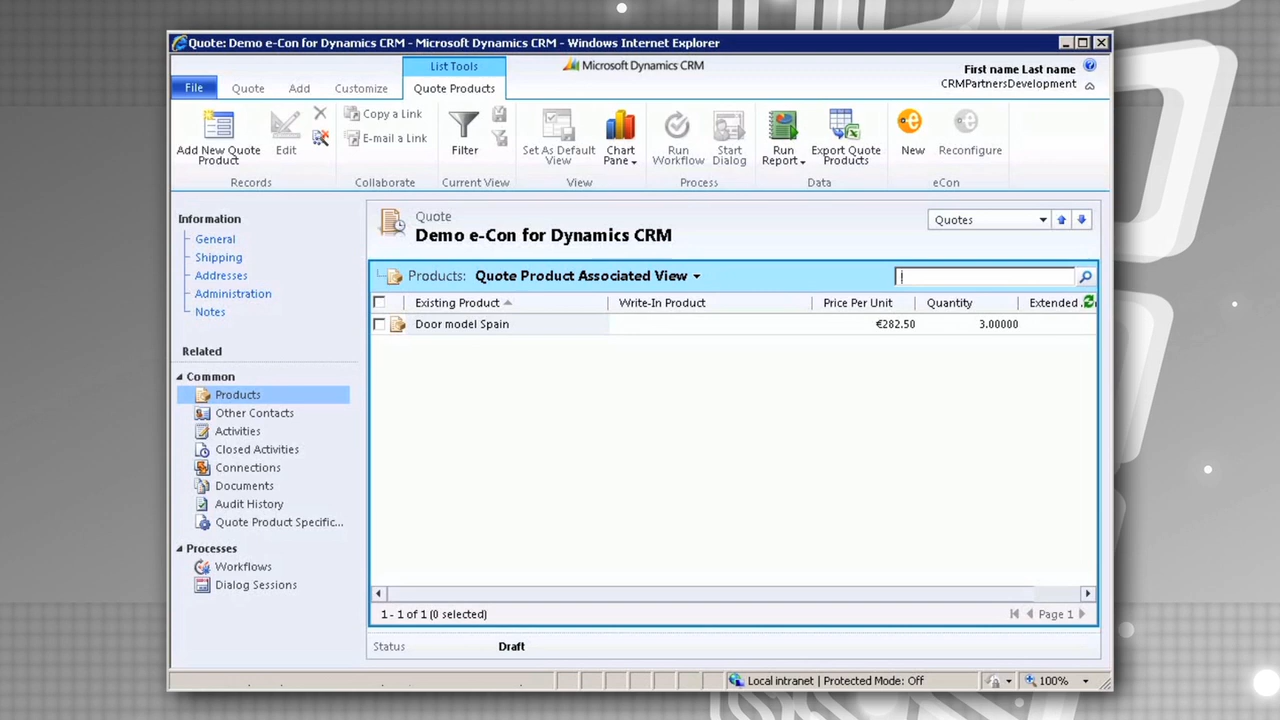 Quote: Demo e-Con for Dynamics CRM - Microsoft Dynamics CRM - Windows Internet Explorer
List Tools
Microsoft Dynamics CRM
First name Last name
CRMPartnersDevelopment
File Quote Add Customize Quote Products
Add New Quote Product
Edit
Copy a Link
E-mail a Link
Filter
Set As Default View
Chart Pane
Run Workflow
Start Dialog
Run Report
Export Quote Products
New
Reconfigure
Records Collaborate Current View View Process Data eCon
Information
General
Shipping
Addresses
Administration
Notes
Related
Common
Products
Other Contacts
Activities
Closed Activities
Connections
Documents
Audit History
Quote Product Specific...
Processes
Workflows
Dialog Sessions
Quote
Demo e-Con for Dynamics CRM
Quotes
Products: Quote Product Associated View
Existing Product Write-In Product Price Per Unit Quantity Extended
Door model Spain €282.50 3.00000
1 - 1 of 1 (0 selected) Page 1
Status Draft
Local intranet | Protected Mode: Off 100%